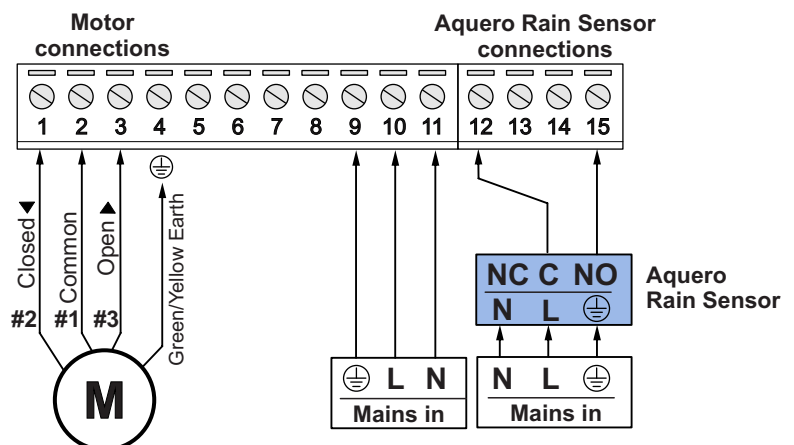 Motor
connections
Aquero Rain Sensor
connections
1 2 3 4 5 6 7 8 9 10 11 12 13 14 15
Closed ◀
Common
Open ▶
Green/Yellow Earth
#2 #1 #3
M
NC C NO
N L
Aquero
Rain Sensor
L N
Mains in
N L
Mains in